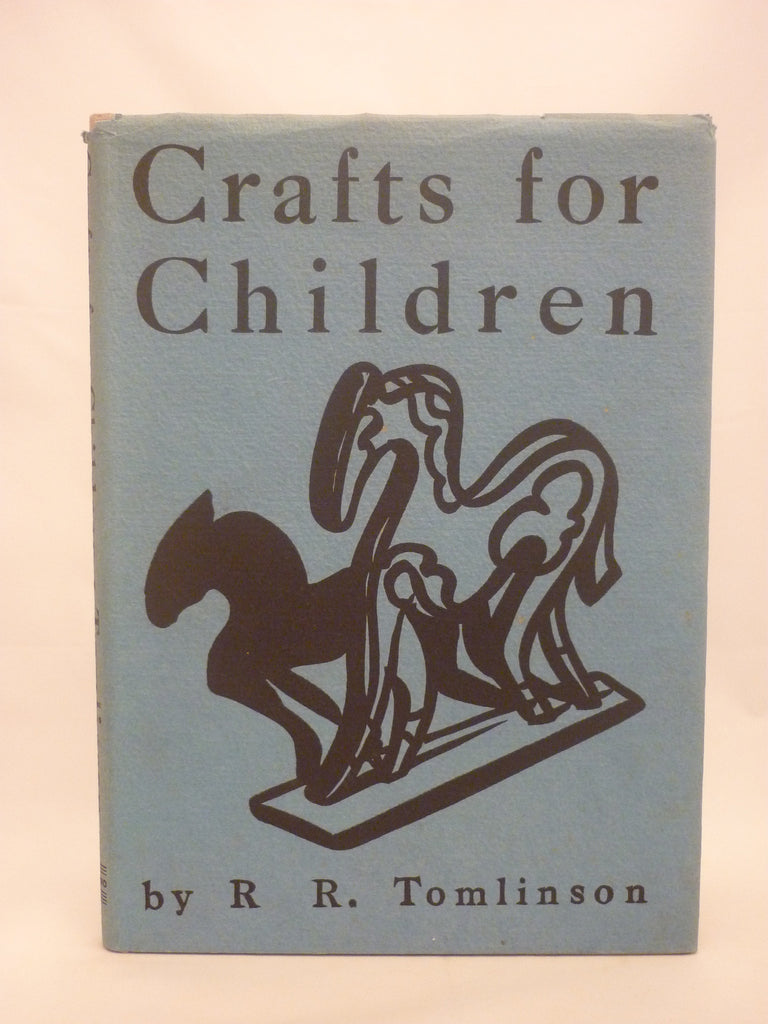 Crafts for
Children
by R R. Tomlinson